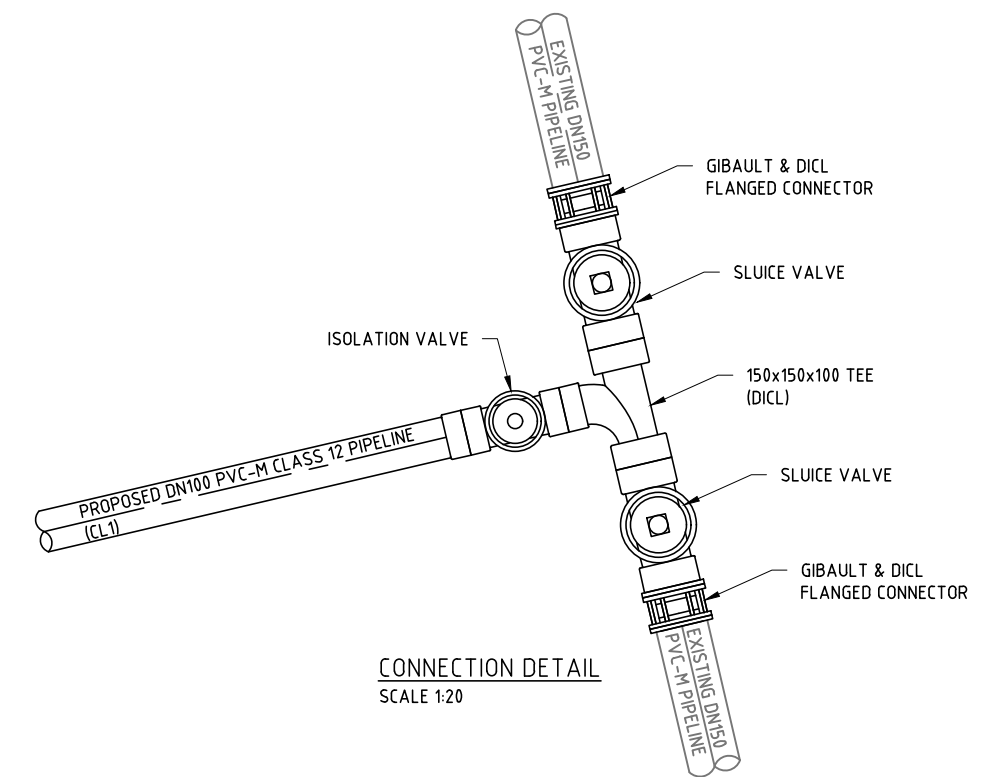 EXISTING DN150
PVC-M PIPELINE
GIBAULT & DICL
FLANGED CONNECTOR
SLUICE VALVE
ISOLATION VALVE
150x150x100 TEE
(DICL)
PROPOSED DN100 PVC-M CLASS 12 PIPELINE
(CL1)
SLUICE VALVE
GIBAULT & DICL
FLANGED CONNECTOR
EXISTING DN150
PVC-M PIPELINE
CONNECTION DETAIL
SCALE 1:20